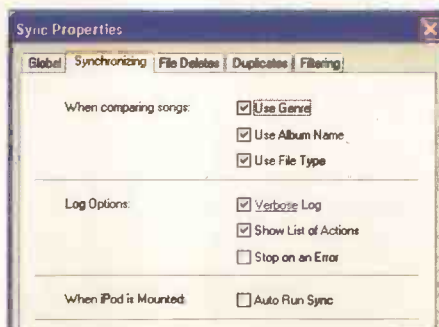 Sync Properties
Global Synchronizing File Deletes Duplicates Filtering
When comparing songs: Use Genre
Use Album Name
Use File Type
Log Options: Verbose Log
Show List of Actions
Stop on an Error
When iPod is Mounted: Auto Run Sync